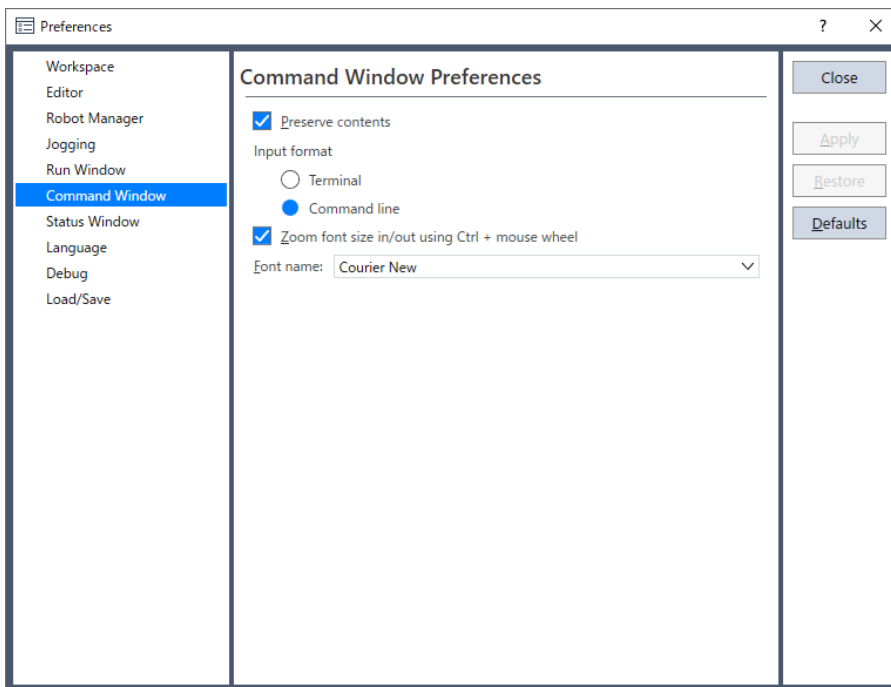 Preferences
?
Workspace
Editor
Robot Manager
Jogging
Run Window
Command Window
Status Window
Language
Debug
Load/Save
Command Window Preferences
Preserve contents
Input format
Terminal
Command line
Zoom font size in/out using Ctrl + mouse wheel
Font name: Courier New
Close
Apply
Restore
Defaults